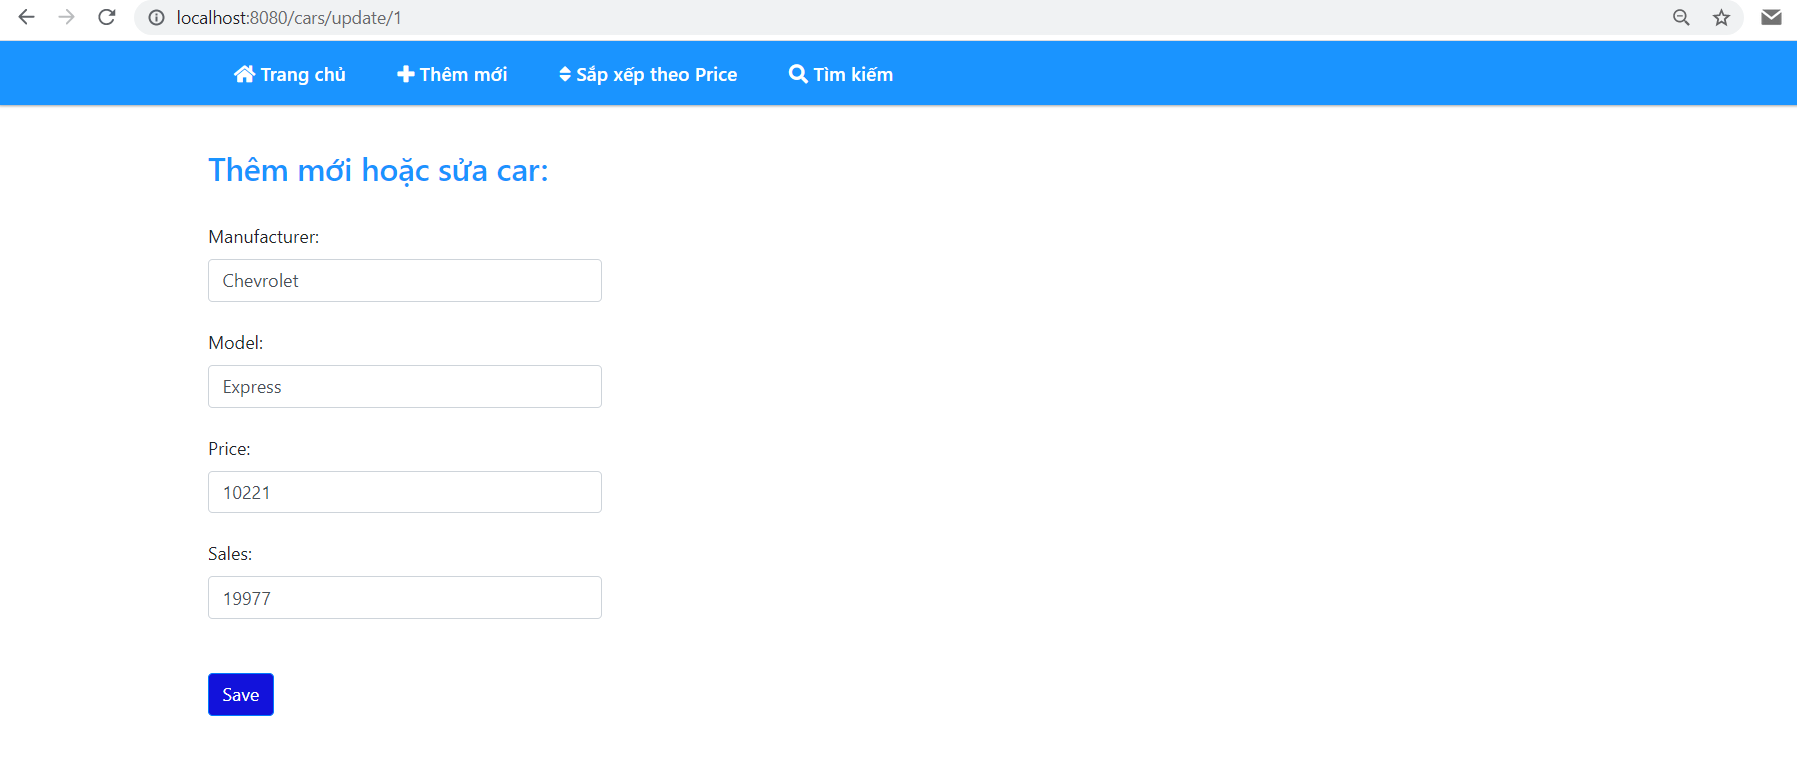 localhost:8080/cars/update/1
Trang chủ Thêm mới Sắp xếp theo Price Tìm kiếm
Thêm mới hoặc sửa car:
Manufacturer:
Chevrolet
Model:
Express
Price:
10221
Sales:
19977
Save